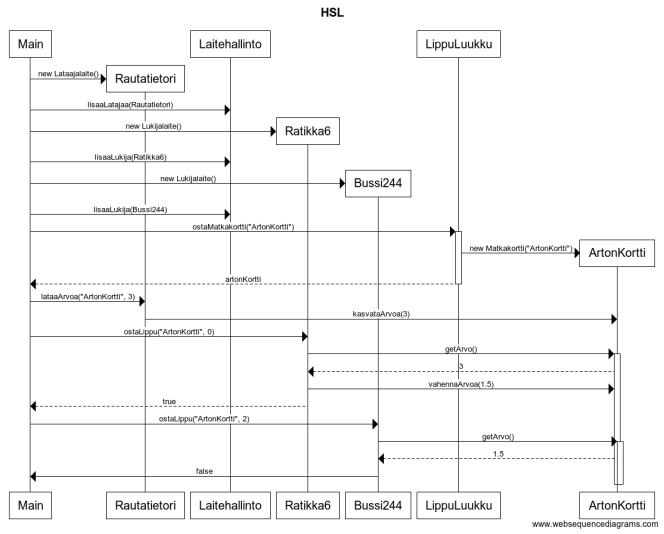 HSL
Main
Laitehallinto
LippuLuukku
new Lataajalaite()
Rautatietori
lisaaLatajaa(Rautatietori)
new Lukijalaite()
Ratikka6
lisaaLukija(Ratikka6)
new Lukijalaite()
Bussi244
lisaaLukija(Bussi244)
ostaMatkakortti("ArtonKortti")
new Matkakortti("ArtonKortti")
ArtonKortti
artonKortti
lataaArvoa("ArtonKortti", 3)
kasvataArvoa(3)
ostaLippu("ArtonKortti", 0)
getArvo()
3
vahennaArvoa(1.5)
true
ostaLippu("ArtonKortti", 2)
getArvo()
1.5
false
Main
Rautatietori
Laitehallinto
Ratikka6
Bussi244
LippuLuukku
ArtonKortti
www.websequencediagrams.com